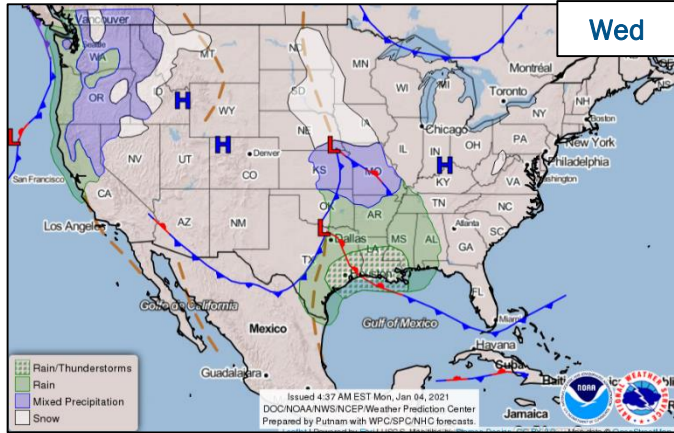 Wed
Vancouver
Seattle
WA
MT
ND
MN
Montréal
OR
ID
WI
MI
Toronto
NH
H
WY
NY
Boston
L
NE
IA
Chicago
PA
New York
NV
UT
H
Denver
L
IL
IN
OH
Philadelphia
San Francisco
CO
KS
MO
H
KY
VA
CA
TN
NC
Los Angeles
AZ
NM
OK
AR
Atlanta
SC
L
Dallas
MS
AL
GA
TX
LA
Golfo de California
FL
Mexico
Gulf of Mexico
Miami
Havana
Guadalajara
Cuba
Jamaica
Rain/Thunderstorms
Rain
Mixed Precipitation
Snow
Issued 4:37 AM EST Mon, Jan 04, 2021
DOC/NOAA/NWS/NCEP/Weather Prediction Center
Prepared by Putnam with WPC/SPC/NHC forecasts.
NOAA
NATIONAL WEATHER SERVICE